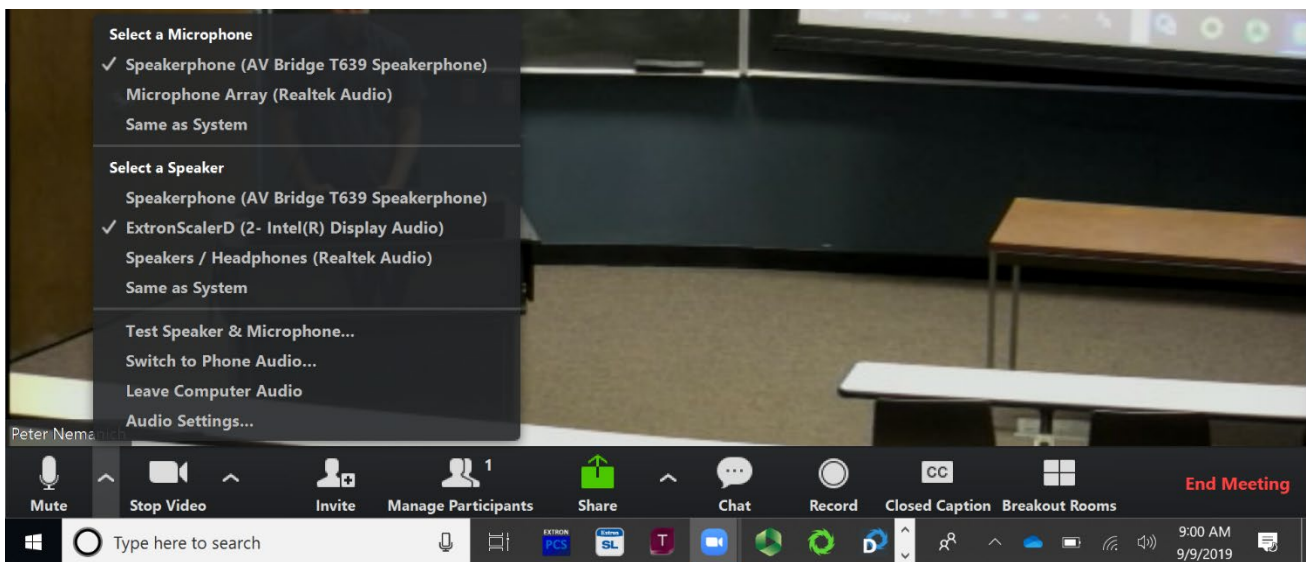 Select a Microphone
Speakerphone (AV Bridge T639 Speakerphone)
Microphone Array (Realtek Audio)
Same as System
Select a Speaker
Speakerphone (AV Bridge T639 Speakerphone)
ExtronScalerD (2- Intel(R) Display Audio)
Speakers / Headphones (Realtek Audio)
Same as System
Test Speaker & Microphone...
Switch to Phone Audio...
Leave Computer Audio
Audio Settings...
Peter Nemanich
1
CC
Mute Stop Video Invite Manage Participants Share Chat Record Closed Caption Breakout Rooms End Meeting
Type here to search
EXTRON PCS
Extron SL
T
D
9:00 AM
9/9/2019